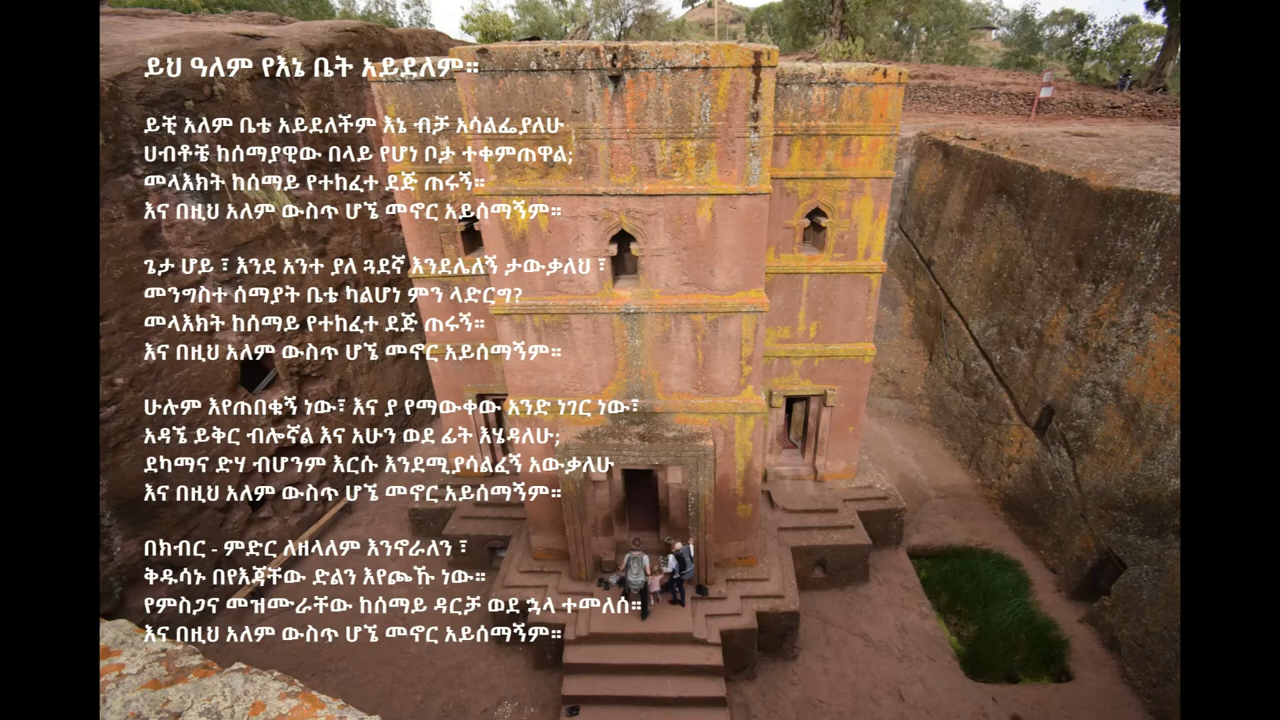 ይህ ዓለም የእኔ ቤት አይደለም።
ይቺ አለም ቤቴ አይደለችም እኔ ብቻ አሳልፌያለሁ
ሀብቶቼ ከሰማያዊው በላይ የሆነ ቦታ ተቀምጠዋል;
መላእክት ከሰማይ የተከፈተ ደጅ ጠሩኝ።
እና በዚህ አለም ውስጥ ሆኜ መኖር አይሰማኝም።
ጌታ ሆይ ፣ እንደ አንተ ያለ ጓደኛ እንደሌለኝ ታውቃለህ ፣
መንግስተ ሰማያት ቤቴ ካልሆነ ምን ላድርግ?
መላእክት ከሰማይ የተከፈተ ደጅ ጠሩኝ።
እና በዚህ አለም ውስጥ ሆኜ መኖር አይሰማኝም።
ሁሉም እየጠበቁኝ ነው፣ እና ያ የማውቀው አንድ ነገር ነው፣
አዳኜ ይቅር ብሎኛል እና አሁን ወደ ፊት እሄዳለሁ;
ደካማና ድሃ ብሆንም እርሱ እንደሚያሳልፈኝ አውቃለሁ
እና በዚህ አለም ውስጥ ሆኜ መኖር አይሰማኝም።
በክብር - ምድር ለዘላለም እንኖራለን ፣
ቅዱሳኑ በየእጃቸው ድልን እየጮኹ ነው።
የምስጋና መዝሙራቸው ከሰማይ ዳርቻ ወደ ኋላ ተመለሰ።
እና በዚህ አለም ውስጥ ሆኜ መኖር አይሰማኝም።